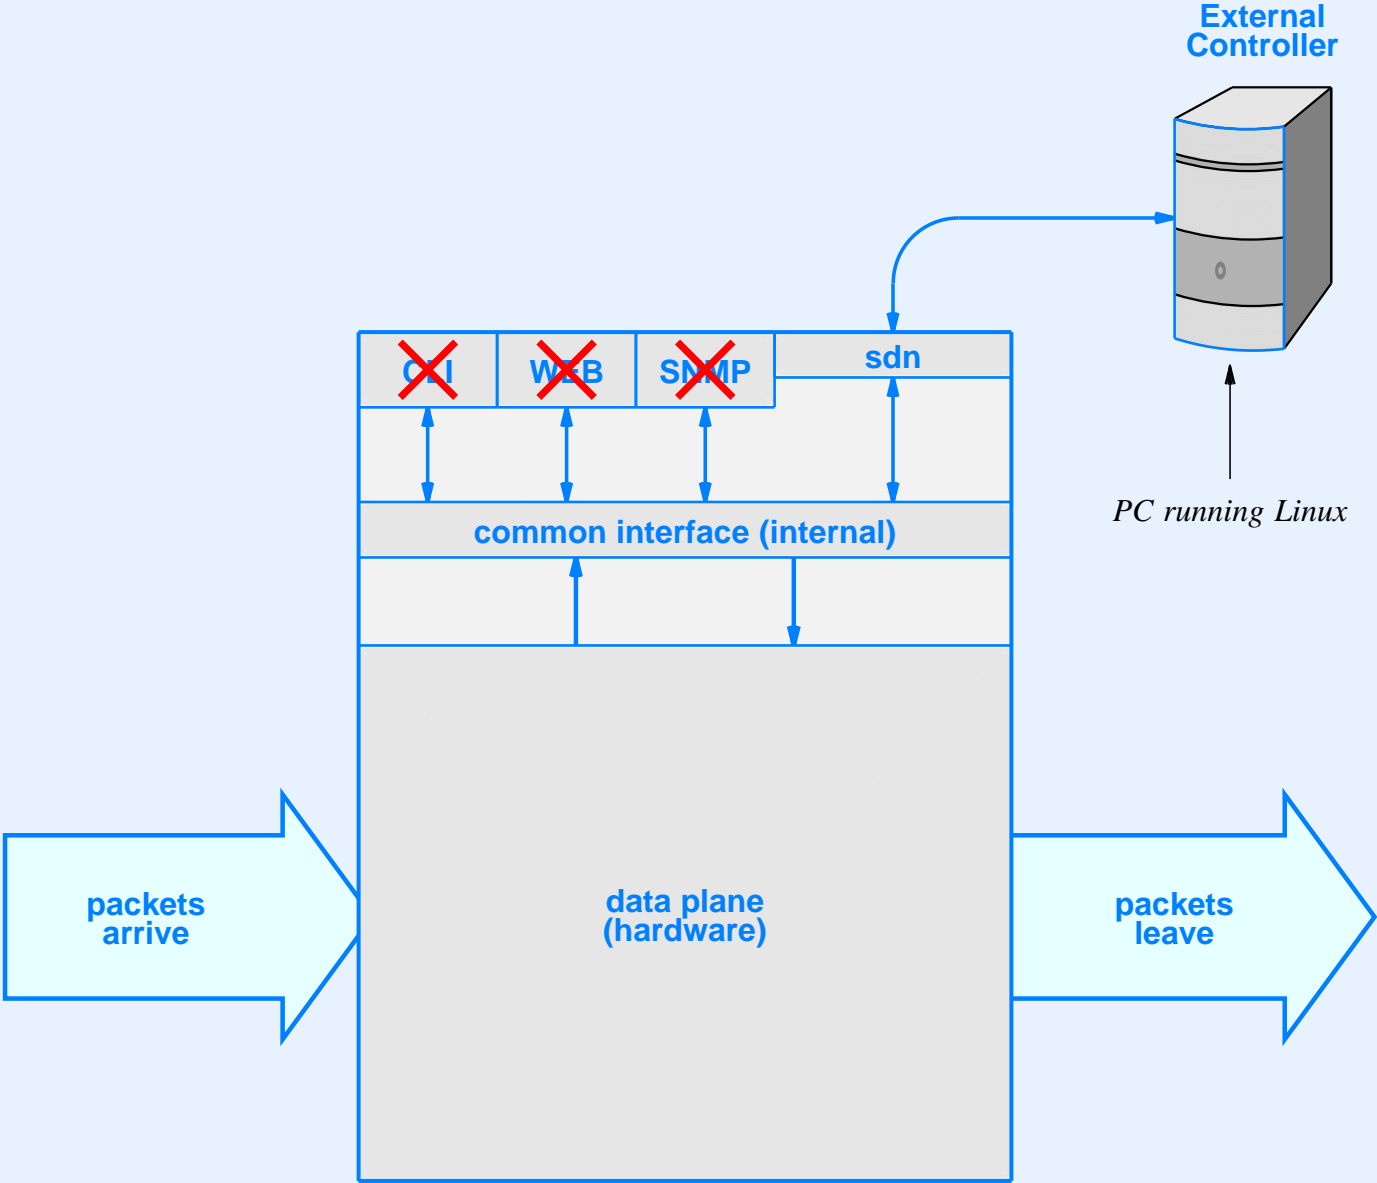 External
Controller
CLI
WEB
SNMP
sdn
common interface (internal)
PC running Linux
data plane
(hardware)
packets
arrive
packets
leave